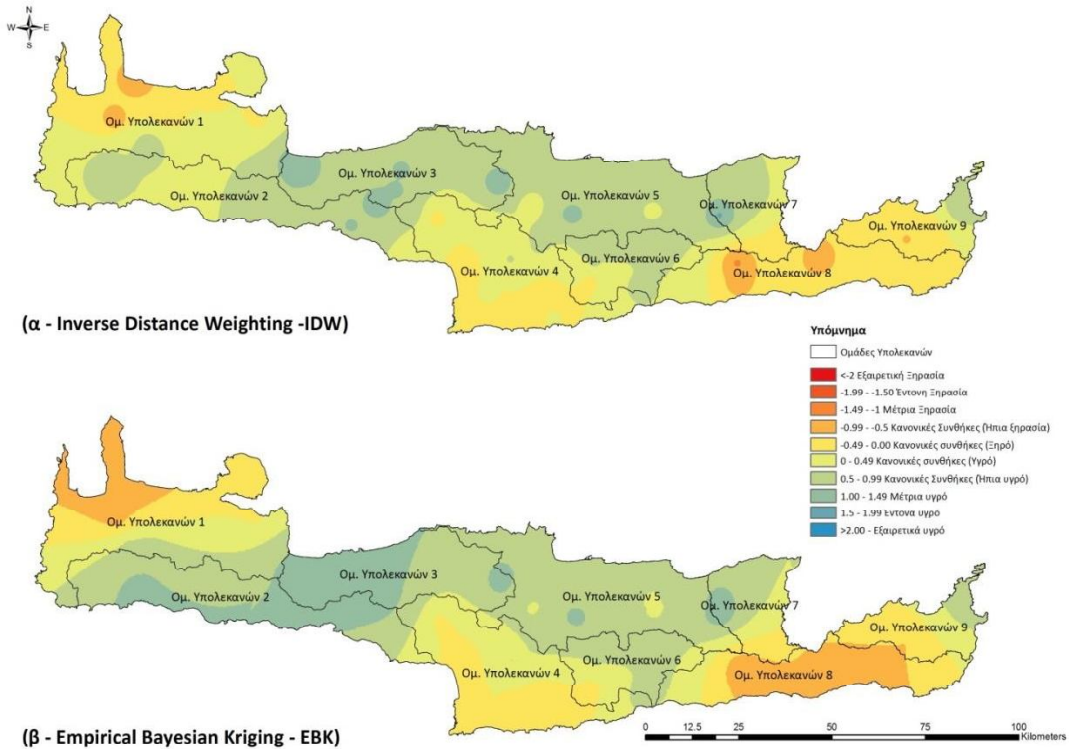 N
W E
S
Ομ. Υπολεκανών 1
Ομ. Υπολεκανών 2
Ομ. Υπολεκανών 3
Ομ. Υπολεκανών 4
Ομ. Υπολεκανών 5
Ομ. Υπολεκανών 6
Ομ. Υπολεκανών 7
Ομ. Υπολεκανών 8
Ομ. Υπολεκανών 9
(α - Inverse Distance Weighting -IDW)
Υπόμνημα
Ομάδες Υπολεκανών
<-2 Εξαιρετική Ξηρασία
-1.99 - -1.50 Έντονη Ξηρασία
-1.49 - -1 Μέτρια Ξηρασία
-0.99 - -0.5 Κανονικές Συνθήκες (Ήπια ξηρασία)
-0.49 - 0.00 Κανονικές συνθήκες (Ξηρό)
0 - 0.49 Κανονικές συνθήκες (Υγρό)
0.5 - 0.99 Κανονικές Συνθήκες (Ήπια υγρό)
1.00 - 1.49 Μέτρια υγρό
1.5 - 1.99 Έντονα υγρό
>2.00 - Εξαιρετικά υγρό
Ομ. Υπολεκανών 1
Ομ. Υπολεκανών 2
Ομ. Υπολεκανών 3
Ομ. Υπολεκανών 4
Ομ. Υπολεκανών 5
Ομ. Υπολεκανών 6
Ομ. Υπολεκανών 7
Ομ. Υπολεκανών 8
Ομ. Υπολεκανών 9
(β - Empirical Bayesian Kriging - EBK)
0 12.5 25 50 75 100
Kilometers